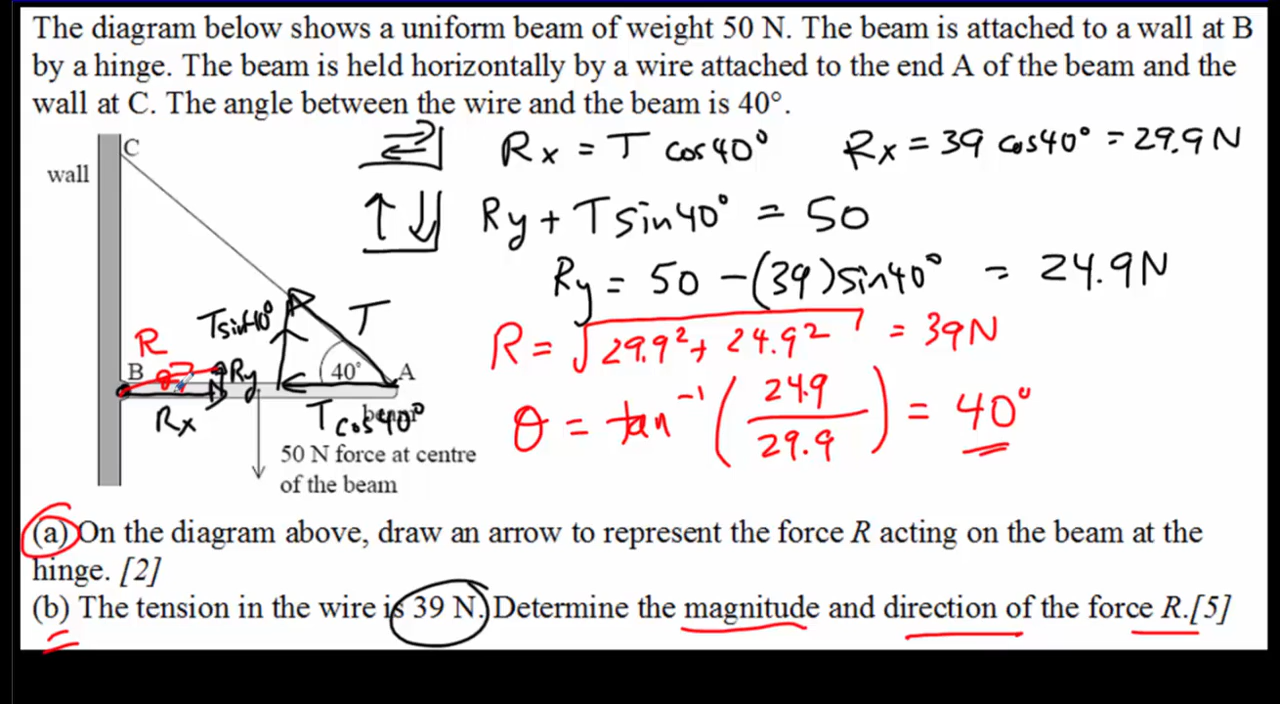 The diagram below shows a uniform beam of weight 50 N. The beam is attached to a wall at B
by a hinge. The beam is held horizontally by a wire attached to the end A of the beam and the
wall at C. The angle between the wire and the beam is 40°.
C
wall
⇄ Rx = T cos40° Rx = 39 cos40° = 29.9 N
↑↓ Ry + T sin40° = 50
Ry = 50 - (39) sin40° = 24.9 N
T sin40° T
R
R = √29.9² + 24.9² = 39 N
B θ Ry 40° A
Rx T cos40°
θ = tan⁻¹ (24.9/29.9) = 40°
50 N force at centre
of the beam
(a) On the diagram above, draw an arrow to represent the force R acting on the beam at the
hinge. [2]
(b) The tension in the wire is 39 N. Determine the magnitude and direction of the force R.[5]